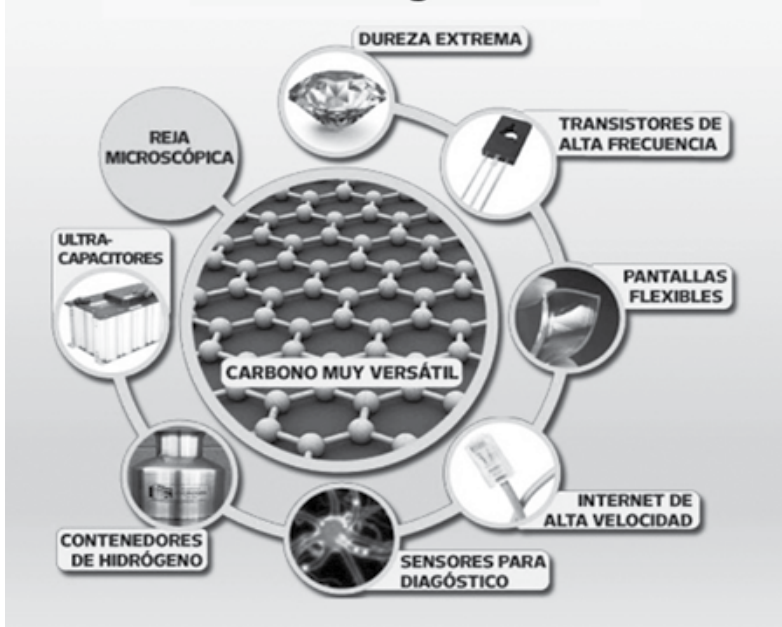 DUREZA EXTREMA
REJA
MICROSCÓPICA
TRANSISTORES DE
ALTA FRECUENCIA
ULTRA-
CAPACITORES
PANTALLAS
FLEXIBLES
CARBONO MUY VERSÁTIL
INTERNET DE
ALTA VELOCIDAD
CONTENEDORES
DE HIDRÓGENO
SENSORES PARA
DIAGÓSTICO